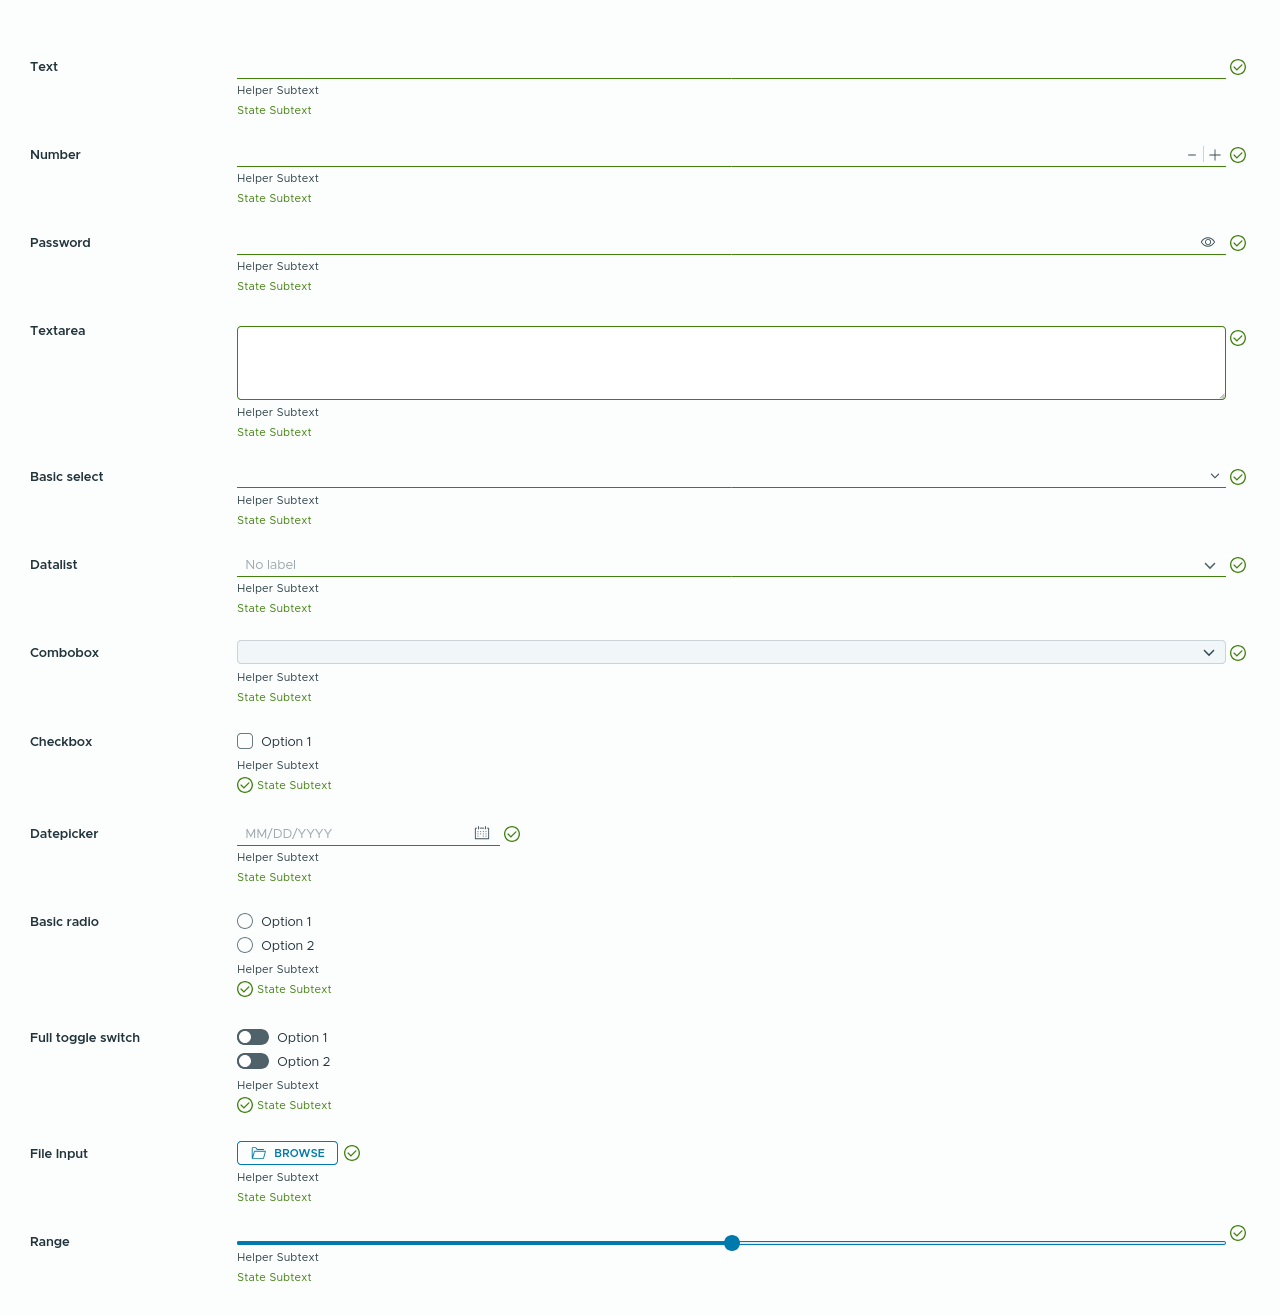 Text
Helper Subtext
State Subtext
Number
Helper Subtext
State Subtext
Password
Helper Subtext
State Subtext
Textarea
Helper Subtext
State Subtext
Basic select
Helper Subtext
State Subtext
Datalist No label
Helper Subtext
State Subtext
Combobox
Helper Subtext
State Subtext
Checkbox Option 1
Helper Subtext
State Subtext
Datepicker MM/DD/YYYY
Helper Subtext
State Subtext
Basic radio Option 1
Option 2
Helper Subtext
State Subtext
Full toggle switch Option 1
Option 2
Helper Subtext
State Subtext
File Input BROWSE
Helper Subtext
State Subtext
Range
Helper Subtext
State Subtext